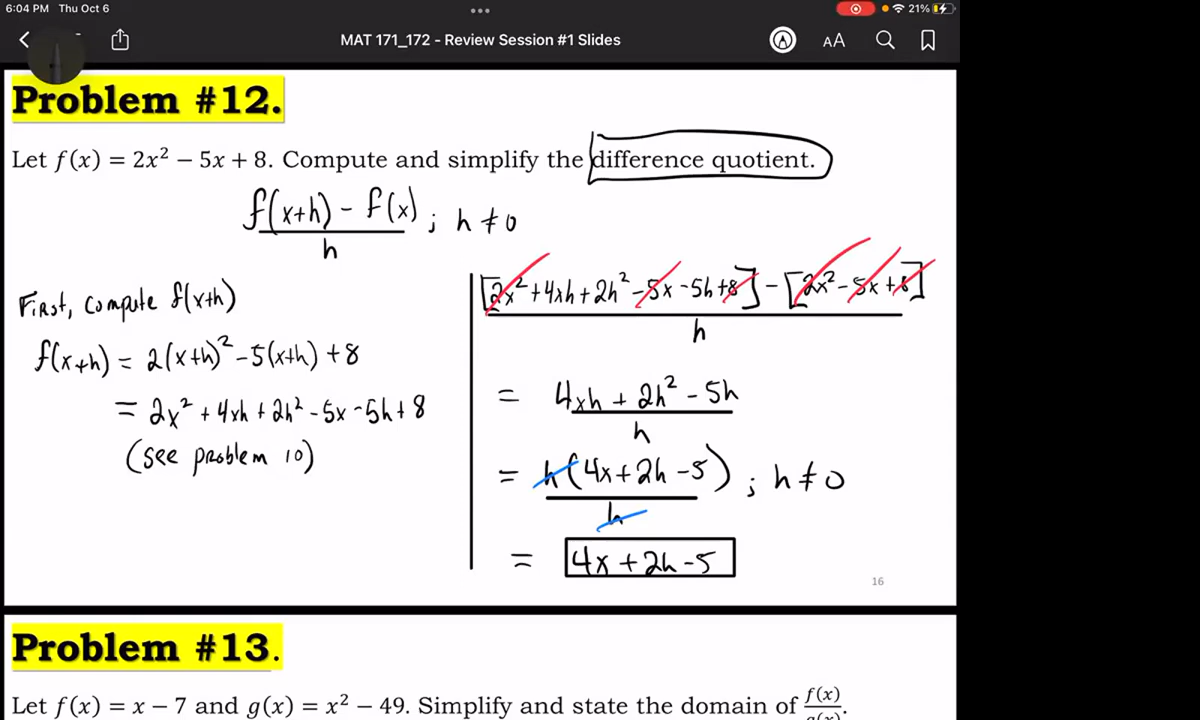 6:04 PM Thu Oct 6
21%
MAT 171_172 - Review Session #1 Slides
AA
Problem #12.
Let f(x) = 2x² − 5x + 8. Compute and simplify the difference quotient.
f(x+h) − f(x) ; h ≠ 0
h
First, compute f(x+h)
f(x+h) = 2(x+h)² − 5(x+h) + 8
= 2x² + 4xh + 2h² − 5x − 5h + 8
(see problem 10)
[2x² + 4xh + 2h² − 5x − 5h + 8] − [2x² − 5x + 8]
h
= 4xh + 2h² − 5h
h
= h(4x + 2h − 5) ; h ≠ 0
h
= 4x + 2h − 5
16
Problem #13.
Let f(x) = x − 7 and g(x) = x² − 49. Simplify and state the domain of f(x)/g(x).